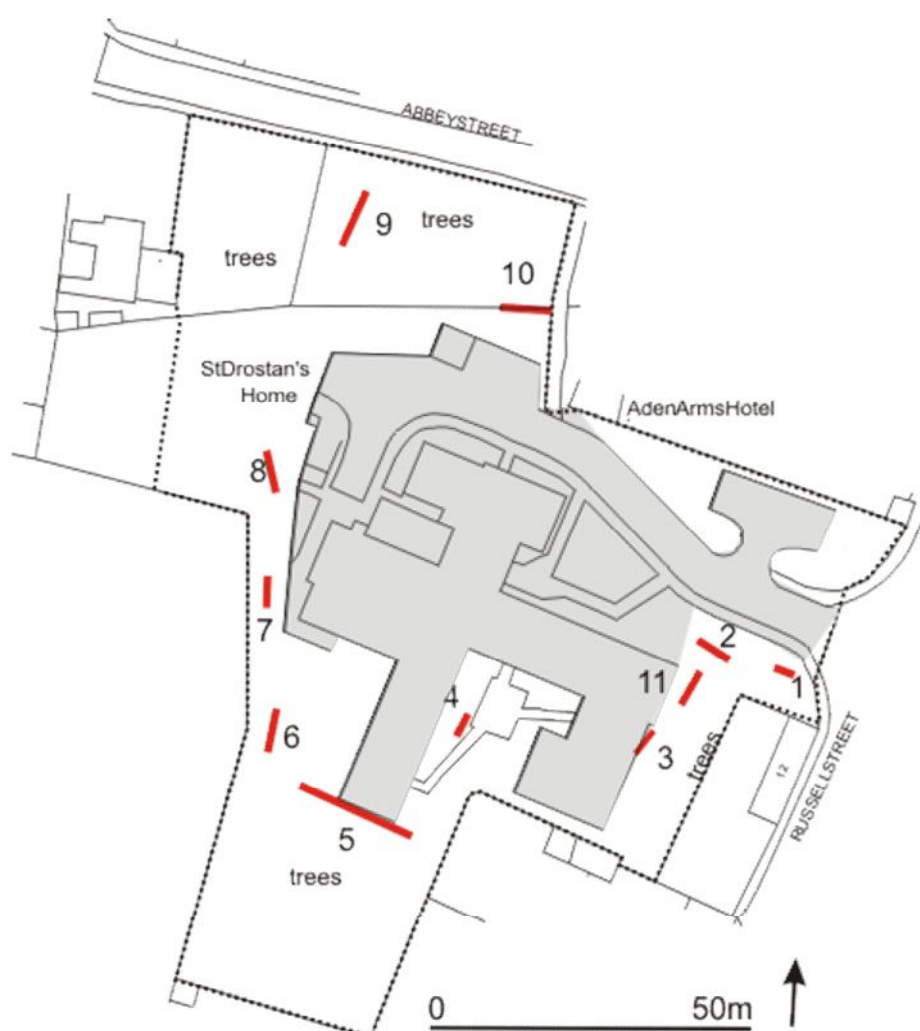 ABBEYSTREET
9
trees
trees
10
StDrostan's
Home
AdenArmsHotel
8
7
2
11
1
4
6
3
trees
12
RUSSELLSTREET
5
trees
0
50m